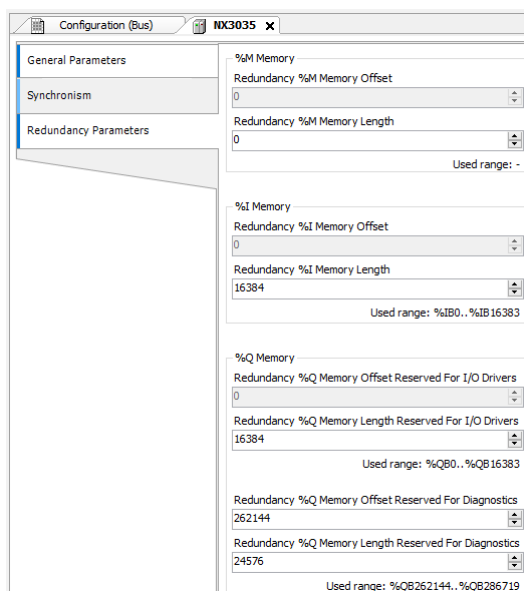 Configuration (Bus)
NX3035
General Parameters
Synchronism
Redundancy Parameters
%M Memory
Redundancy %M Memory Offset
0
Redundancy %M Memory Length
0
Used range: -
%I Memory
Redundancy %I Memory Offset
0
Redundancy %I Memory Length
16384
Used range: %IB0..%IB16383
%Q Memory
Redundancy %Q Memory Offset Reserved For I/O Drivers
0
Redundancy %Q Memory Length Reserved For I/O Drivers
16384
Used range: %QB0..%QB16383
Redundancy %Q Memory Offset Reserved For Diagnostics
262144
Redundancy %Q Memory Length Reserved For Diagnostics
24576
Used range: %QB262144..%QB286719